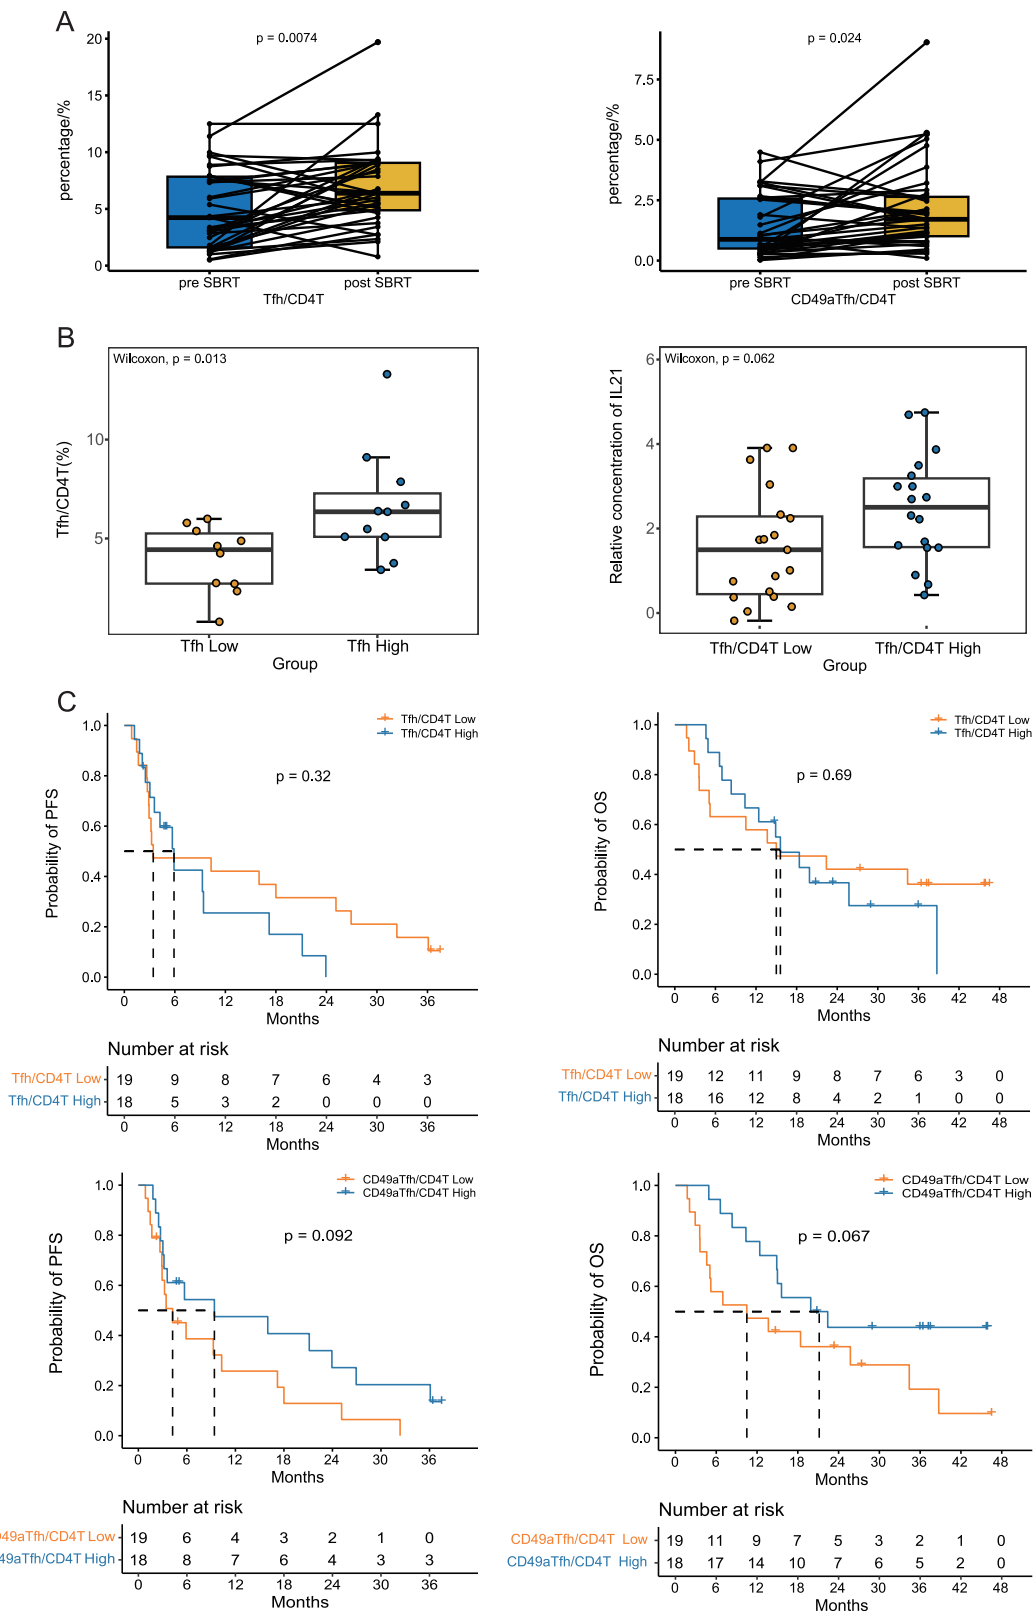 A
p = 0.0074
20
15
10
5
0
percentage/%
pre SBRT
post SBRT
Tfh/CD4T
p = 0.024
7.5
5.0
2.5
0.0
percentage/%
pre SBRT
post SBRT
CD49aTfh/CD4T
B
Wilcoxon, p = 0.013
10
5
Tfh/CD4T(%)
Tfh Low
Tfh High
Group
Wilcoxon, p = 0.062
6
4
2
0
Relative concentration of IL21
Tfh/CD4T Low
Tfh/CD4T High
Group
C
Tfh/CD4T Low
Tfh/CD4T High
p = 0.32
1.0
0.8
0.6
0.4
0.2
0.0
Probability of PFS
0 6 12 18 24 30 36
Months
Number at risk
Tfh/CD4T Low 19 9 8 7 6 4 3
Tfh/CD4T High 18 5 3 2 0 0 0
0 6 12 18 24 30 36
Months
Tfh/CD4T Low
Tfh/CD4T High
p = 0.69
1.0
0.8
0.6
0.4
0.2
0.0
Probability of OS
0 6 12 18 24 30 36 42 48
Months
Number at risk
Tfh/CD4T Low 19 12 11 9 8 7 6 3 0
Tfh/CD4T High 18 16 12 8 4 2 1 0 0
0 6 12 18 24 30 36 42 48
Months
CD49aTfh/CD4T Low
CD49aTfh/CD4T High
p = 0.092
1.0
0.8
0.6
0.4
0.2
0.0
Probability of PFS
0 6 12 18 24 30 36
Months
Number at risk
D49aTfh/CD4T Low 19 6 4 3 2 1 0
49aTfh/CD4T High 18 8 7 6 4 3 3
0 6 12 18 24 30 36
Months
CD49aTfh/CD4T Low
CD49aTfh/CD4T High
p = 0.067
1.0
0.8
0.6
0.4
0.2
0.0
Probability of OS
0 6 12 18 24 30 36 42 48
Months
Number at risk
CD49aTfh/CD4T Low 19 11 9 7 5 3 2 1 0
CD49aTfh/CD4T High 18 17 14 10 7 6 5 2 0
0 6 12 18 24 30 36 42 48
Months